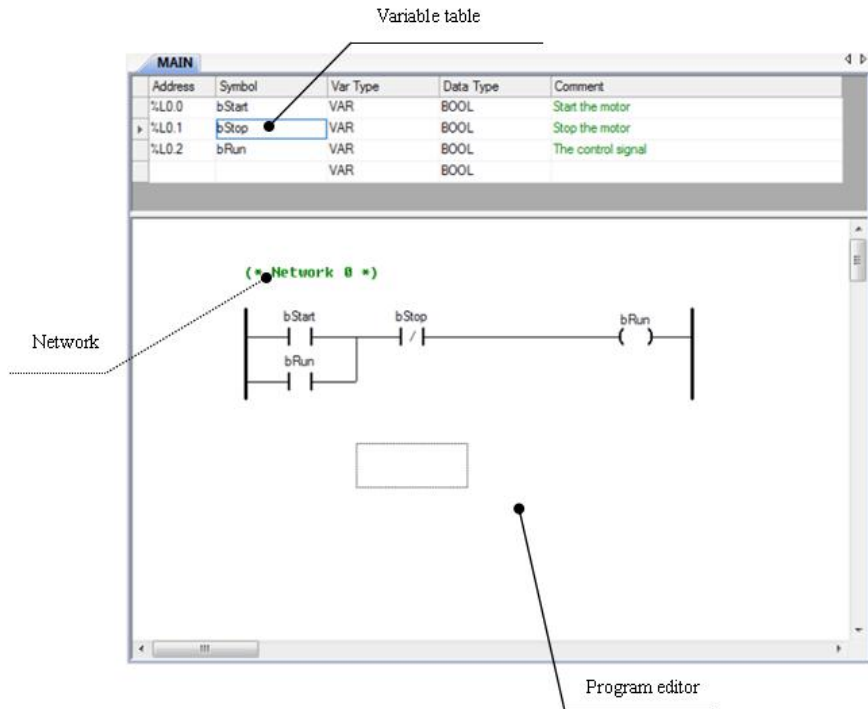 Variable table
MAIN
Address Symbol Var Type Data Type Comment
%L0.0 bStart VAR BOOL Start the motor
%L0.1 bStop VAR BOOL Stop the motor
%L0.2 bRun VAR BOOL The control signal
VAR BOOL
(* Network 0 *)
bStart bStop bRun
Network
bRun
Program editor